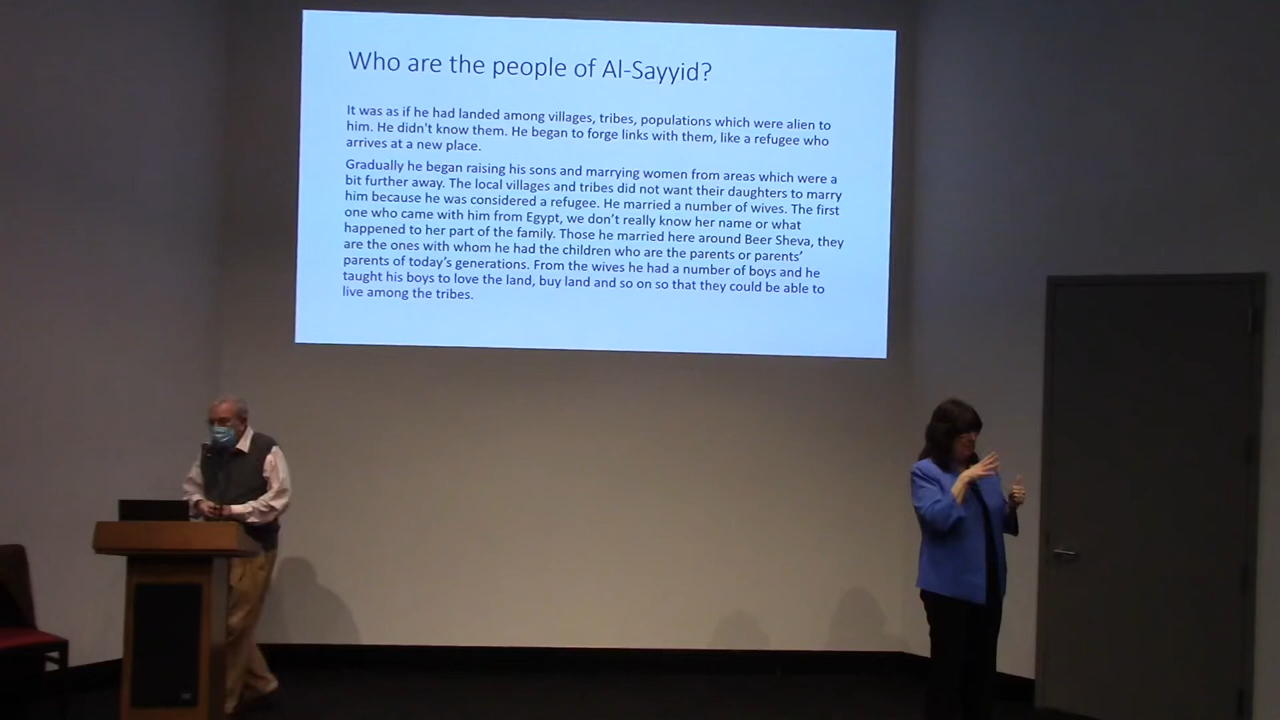 Who are the people of Al-Sayyid?
It was as if he had landed among villages, tribes, populations which were alien to
him. He didn't know them. He began to forge links with them, like a refugee who
arrives at a new place.
Gradually he began raising his sons and marrying women from areas which were a
bit further away. The local villages and tribes did not want their daughters to marry
him because he was considered a refugee. He married a number of wives. The first
one who came with him from Egypt, we don't really know her name or what
happened to her part of the family. Those he married here around Beer Sheva, they
are the ones with whom he had the children who are the parents or parents'
parents of today's generations. From the wives he had a number of boys and he
taught his boys to love the land, buy land and so on so that they could be able to
live among the tribes.